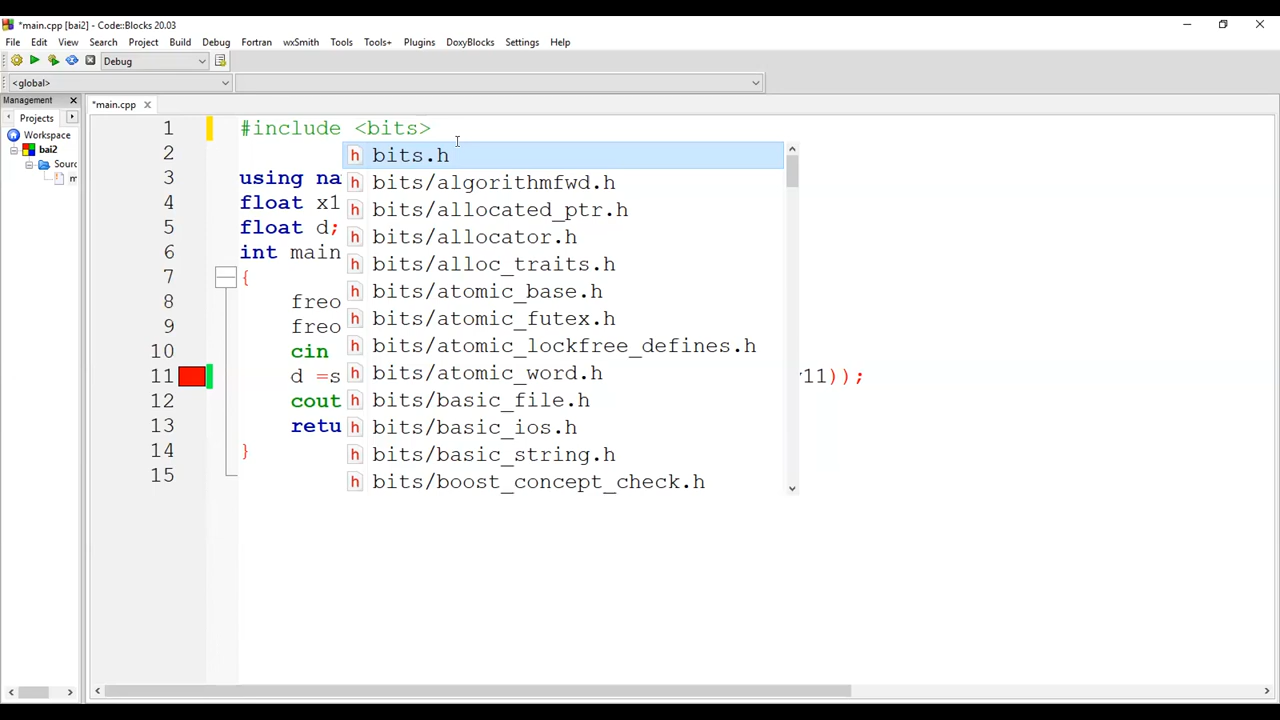 *main.cpp [bai2] - Code::Blocks 20.03
File Edit View Search Project Build Debug Fortran wxSmith Tools Tools+ Plugins DoxyBlocks Settings Help
Debug
<global>
Management
Projects
Workspace
bai2
Sourc
m
*main.cpp
1 #include <bits>
2
3 using na
4 float x1
5 float d;
6 int main
7 {
8 freo
9 freo
10 cin
11 d =s 11));
12 cout
13 retu
14 }
15
bits.h
bits/algorithmfwd.h
bits/allocated_ptr.h
bits/allocator.h
bits/alloc_traits.h
bits/atomic_base.h
bits/atomic_futex.h
bits/atomic_lockfree_defines.h
bits/atomic_word.h
bits/basic_file.h
bits/basic_ios.h
bits/basic_string.h
bits/boost_concept_check.h